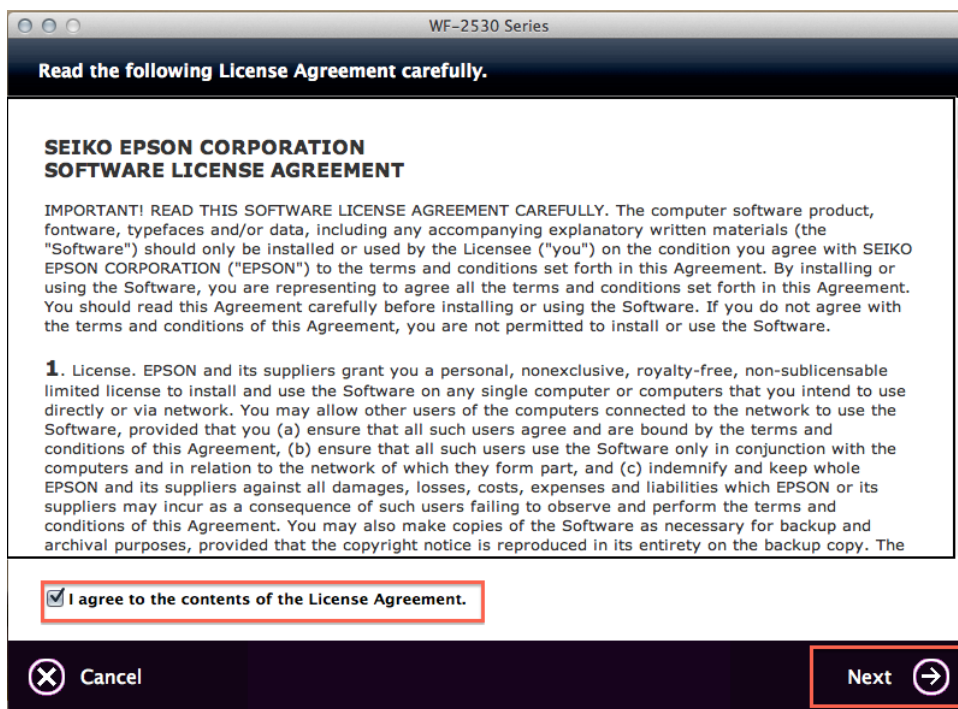 WF-2530 Series
Read the following License Agreement carefully.
SEIKO EPSON CORPORATION
SOFTWARE LICENSE AGREEMENT
IMPORTANT! READ THIS SOFTWARE LICENSE AGREEMENT CAREFULLY. The computer software product,
fontware, typefaces and/or data, including any accompanying explanatory written materials (the
"Software") should only be installed or used by the Licensee ("you") on the condition you agree with SEIKO
EPSON CORPORATION ("EPSON") to the terms and conditions set forth in this Agreement. By installing or
using the Software, you are representing to agree all the terms and conditions set forth in this Agreement.
You should read this Agreement carefully before installing or using the Software. If you do not agree with
the terms and conditions of this Agreement, you are not permitted to install or use the Software.
1. License. EPSON and its suppliers grant you a personal, nonexclusive, royalty-free, non-sublicensable
limited license to install and use the Software on any single computer or computers that you intend to use
directly or via network. You may allow other users of the computers connected to the network to use the
Software, provided that you (a) ensure that all such users agree and are bound by the terms and
conditions of this Agreement, (b) ensure that all such users use the Software only in conjunction with the
computers and in relation to the network of which they form part, and (c) indemnify and keep whole
EPSON and its suppliers against all damages, losses, costs, expenses and liabilities which EPSON or its
suppliers may incur as a consequence of such users failing to observe and perform the terms and
conditions of this Agreement. You may also make copies of the Software as necessary for backup and
archival purposes, provided that the copyright notice is reproduced in its entirety on the backup copy. The
I agree to the contents of the License Agreement.
Cancel
Next